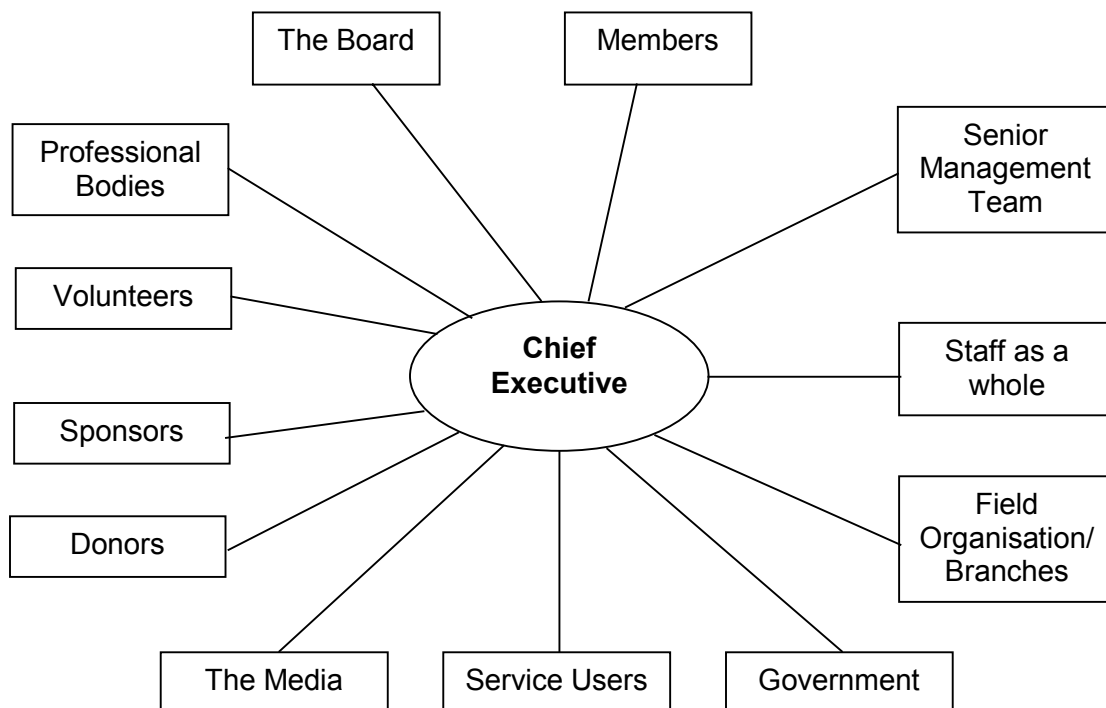 The Board
Members
Professional
Bodies
Senior
Management
Team
Volunteers
Chief
Executive
Staff as a
whole
Sponsors
Donors
Field
Organisation/
Branches
The Media
Service Users
Government